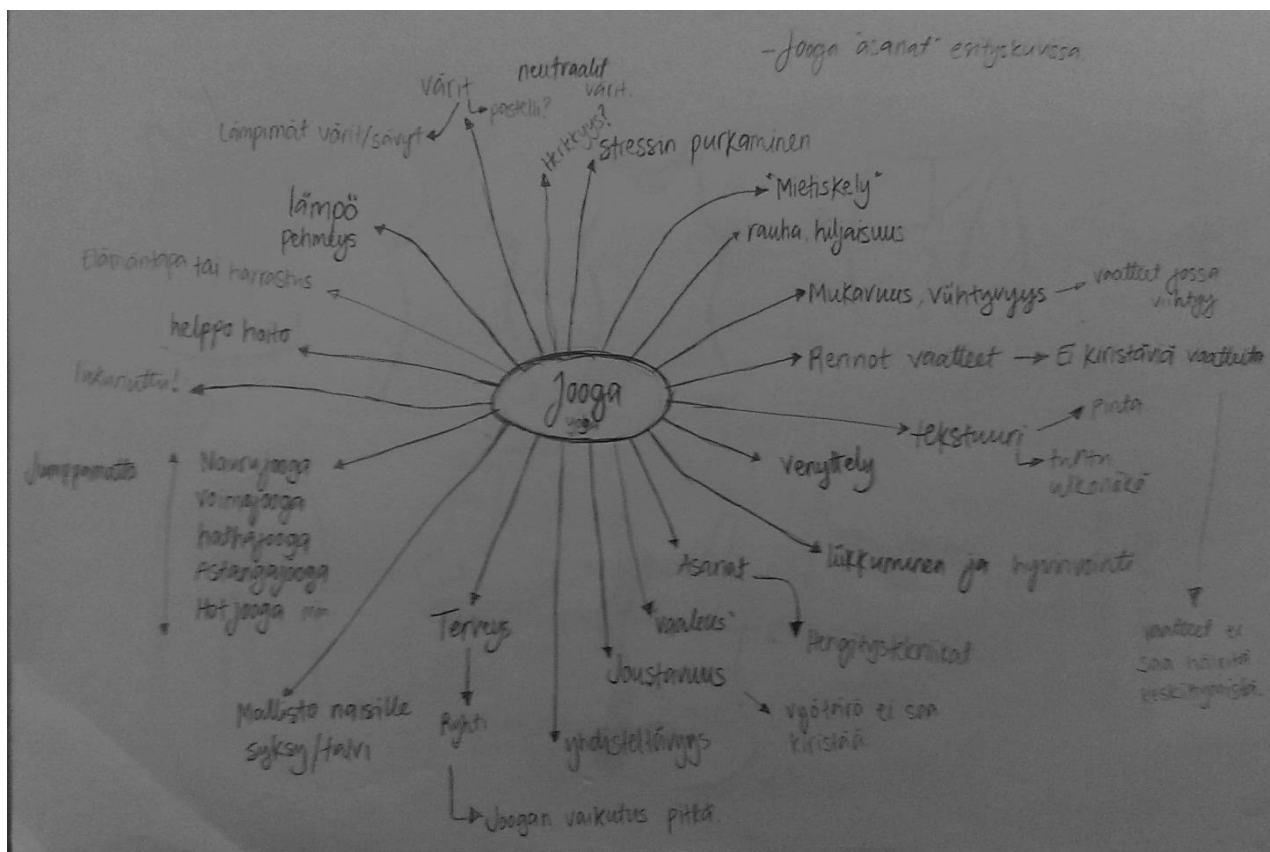 - Jooga "asanat" esityskuvissa.
neutraalit
värit.
värit
pastelli?
Lämpimät värit/sävyt
Herkkyys?
stressin purkaminen
"Mietiskely"
lämpö
pehmeys
rauha, hiljaisuus
Elämäntapa tai harrastus
Mukavuus, viihtyvyys
vaatteet jossa
viihtyy
helppo hoito
Rennot vaatteet
Ei kiristäviä vaatteita
Jooga
yoga
pinta
tekstuuri
tuntu
ulkonäkö
venyttely
Jumppamatto
Naurujooga
voimajooga
hathajooga
Astangajooga
Hot jooga
Asanat
liikkuminen ja hyvinvointi
Terveys
"vaaleus"
Hengitystekniikat
vaatteet ei
saa häiritä
keskittymistä.
Joustavuus
vyötärö ei saa
kiristää
Mallisto naisille
syksy/talvi
Ryhti
yhdisteltävyys
Joogan vaikutus pitkä.